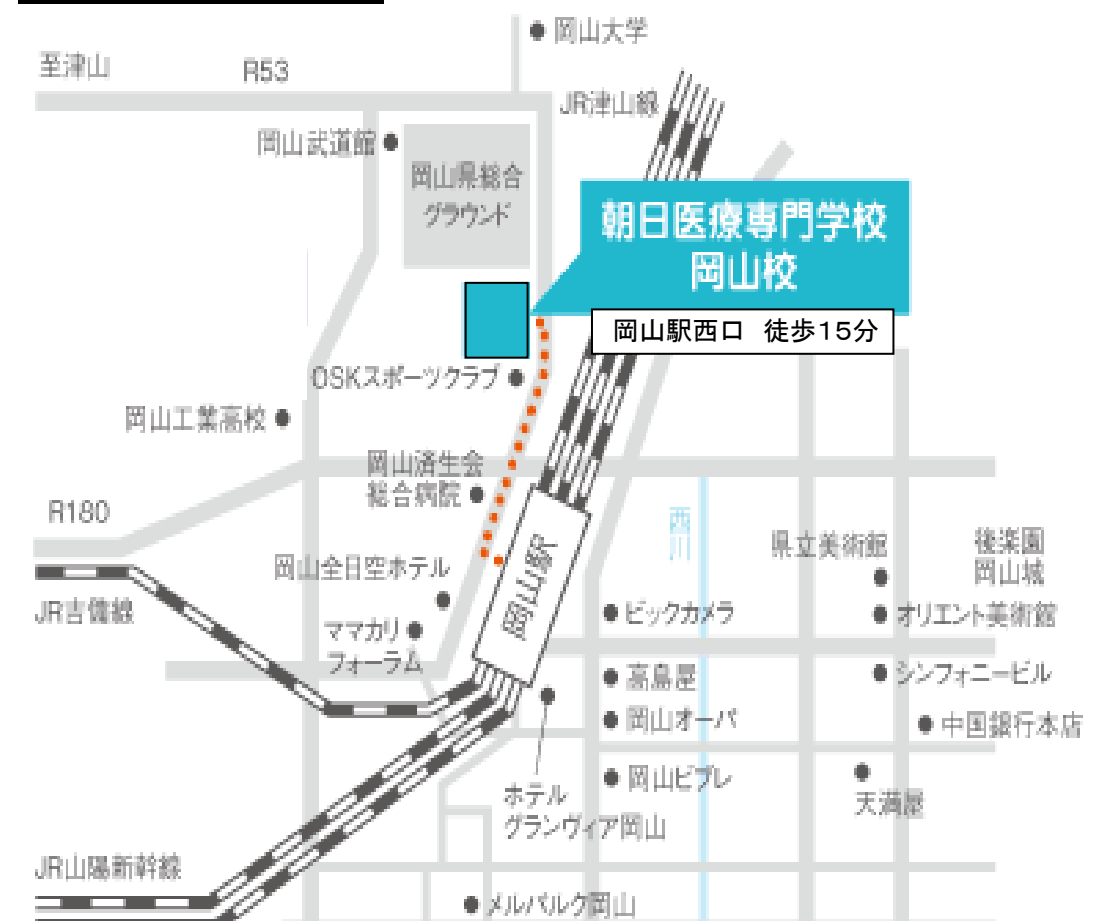 岡山大学
至津山
R53
JR津山線
岡山武道館
岡山県総合
グラウンド
朝日医療専門学校
岡山校
岡山駅西口 徒歩15分
OSKスポーツクラブ
岡山工業高校
岡山済生会
総合病院
R180
西川
岡山駅
県立美術館
後楽園
岡山城
岡山全日空ホテル
JR吉備線
ビックカメラ
オリエント美術館
ママカリ
フォーラム
高島屋
シンフォニービル
岡山オーパ
中国銀行本店
岡山ビブレ
天満屋
ホテル
グランヴィア岡山
JR山陽新幹線
メルパルク岡山